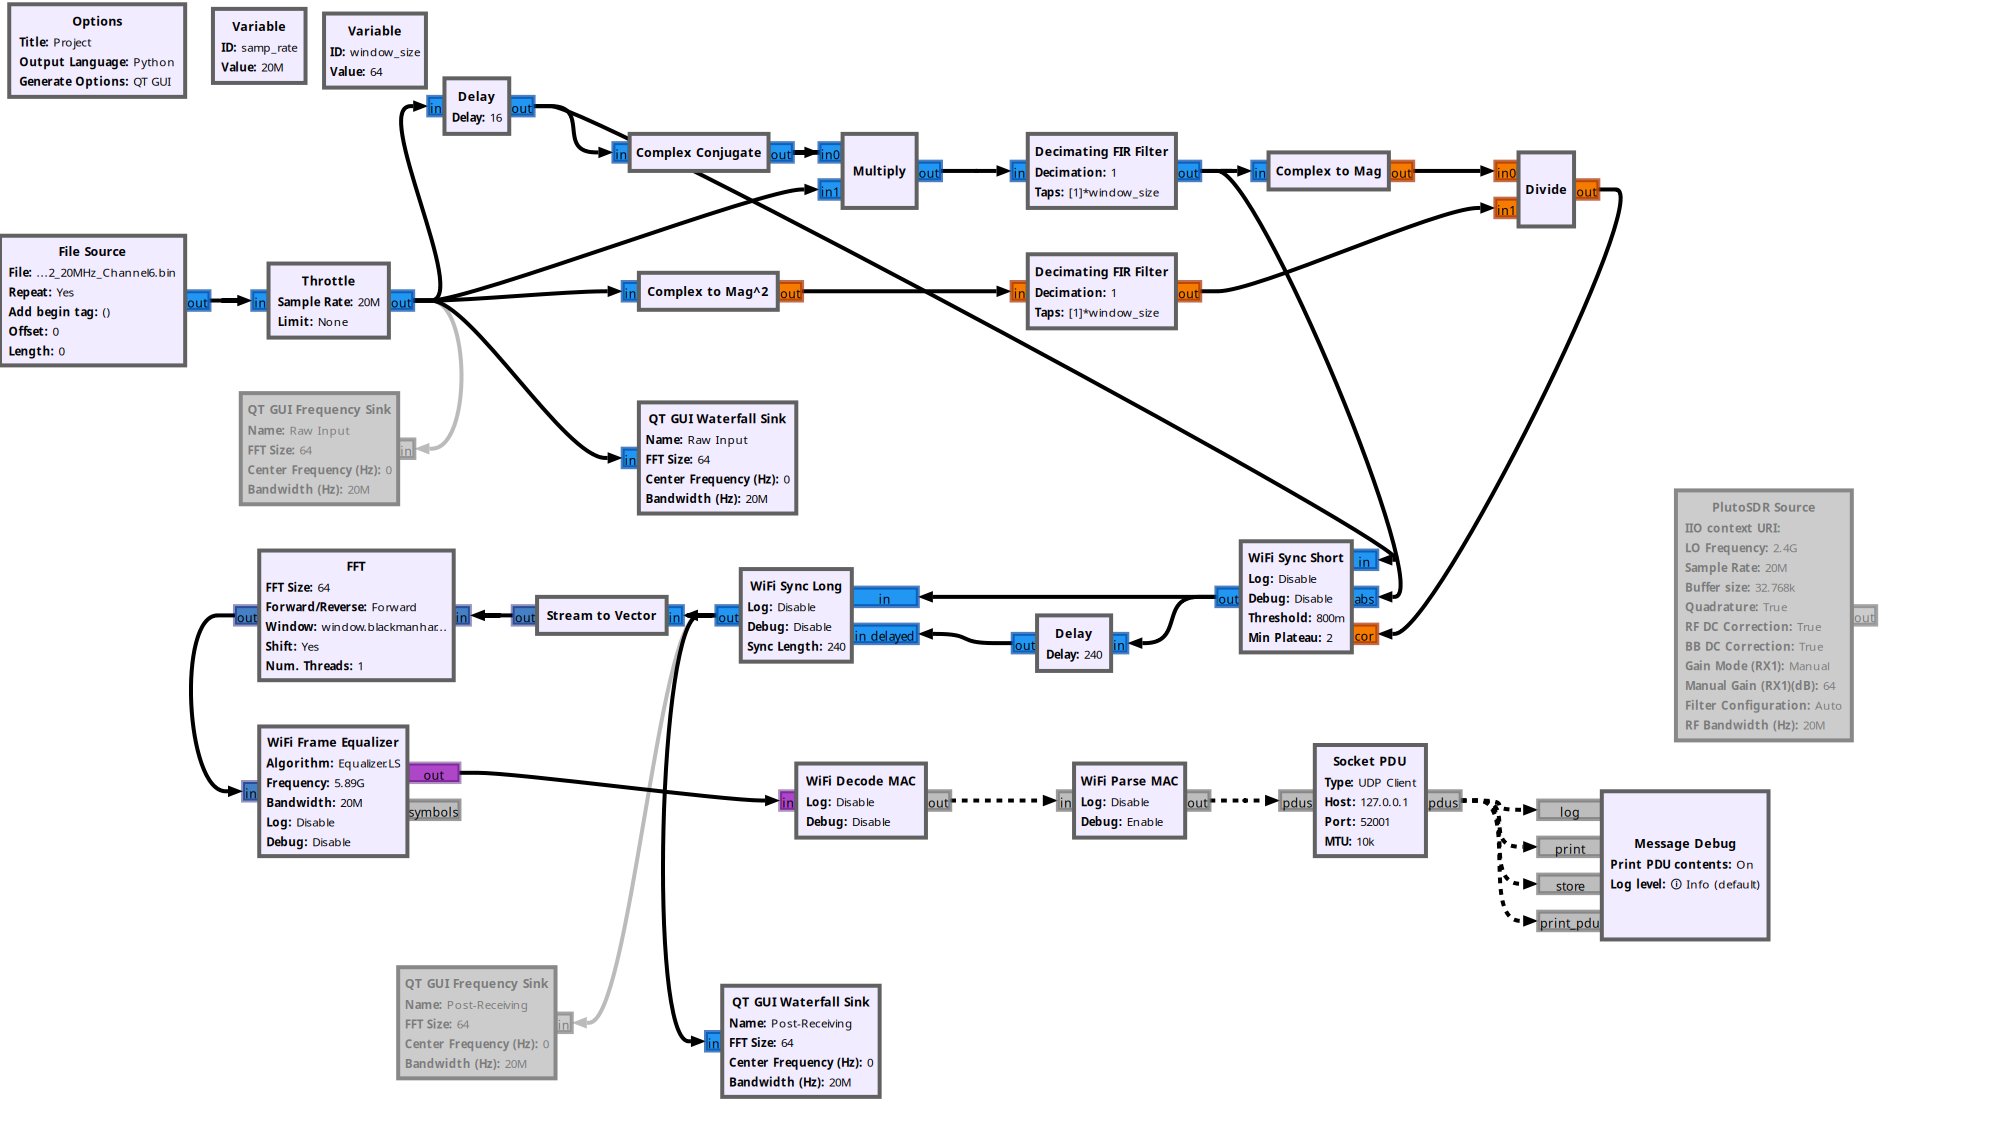 Options
Title: Project
Output Language: Python
Generate Options: QT GUI
Variable
ID: samp_rate
Value: 20M
Variable
ID: window_size
Value: 64
in
Delay
Delay: 16
out
in
Complex Conjugate
out
in0
in1
Multiply
out
in
Decimating FIR Filter
Decimation: 1
Taps: [1]*window_size
out
in
Complex to Mag
out
in0
in1
Divide
out
File Source
File: ...2_20MHz_Channel6.bin
Repeat: Yes
Add begin tag: ()
Offset: 0
Length: 0
out
in
Throttle
Sample Rate: 20M
Limit: None
out
in
Complex to Mag^2
out
in
Decimating FIR Filter
Decimation: 1
Taps: [1]*window_size
out
QT GUI Frequency Sink
Name: Raw Input
FFT Size: 64
Center Frequency (Hz): 0
Bandwidth (Hz): 20M
in
in
QT GUI Waterfall Sink
Name: Raw Input
FFT Size: 64
Center Frequency (Hz): 0
Bandwidth (Hz): 20M
PlutoSDR Source
IIO context URI:
LO Frequency: 2.4G
Sample Rate: 20M
Buffer size: 32.768k
Quadrature: True
RF DC Correction: True
BB DC Correction: True
Gain Mode (RX1): Manual
Manual Gain (RX1)(dB): 64
Filter Configuration: Auto
RF Bandwidth (Hz): 20M
out
out
WiFi Sync Short
Log: Disable
Debug: Disable
Threshold: 800m
Min Plateau: 2
in
abs
cor
out
Delay
Delay: 240
in
out
WiFi Sync Long
Log: Disable
Debug: Disable
Sync Length: 240
in
in delayed
out
Stream to Vector
in
out
FFT
FFT Size: 64
Forward/Reverse: Forward
Window: window.blackmanhar...
Shift: Yes
Num. Threads: 1
in
in
WiFi Frame Equalizer
Algorithm: Equalizer.LS
Frequency: 5.89G
Bandwidth: 20M
Log: Disable
Debug: Disable
out
symbols
in
WiFi Decode MAC
Log: Disable
Debug: Disable
out
in
WiFi Parse MAC
Log: Disable
Debug: Enable
out
pdus
Socket PDU
Type: UDP Client
Host: 127.0.0.1
Port: 52001
MTU: 10k
pdus
log
print
store
print_pdu
Message Debug
Print PDU contents: On
Log level: ⓘ Info (default)
QT GUI Frequency Sink
Name: Post-Receiving
FFT Size: 64
Center Frequency (Hz): 0
Bandwidth (Hz): 20M
in
in
QT GUI Waterfall Sink
Name: Post-Receiving
FFT Size: 64
Center Frequency (Hz): 0
Bandwidth (Hz): 20M